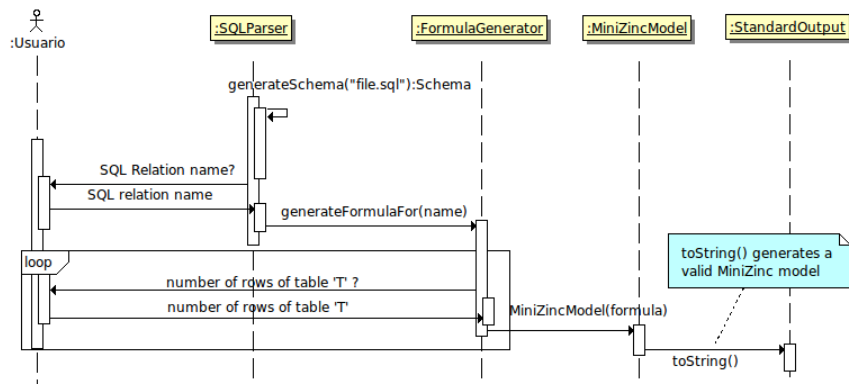 :Usuario
:SQLParser
:FormulaGenerator
:MiniZincModel
:StandardOutput
generateSchema("file.sql"):Schema
SQL Relation name?
SQL relation name
generateFormulaFor(name)
loop
toString() generates a
valid MiniZinc model
number of rows of table 'T' ?
number of rows of table 'T'
MiniZincModel(formula)
toString()